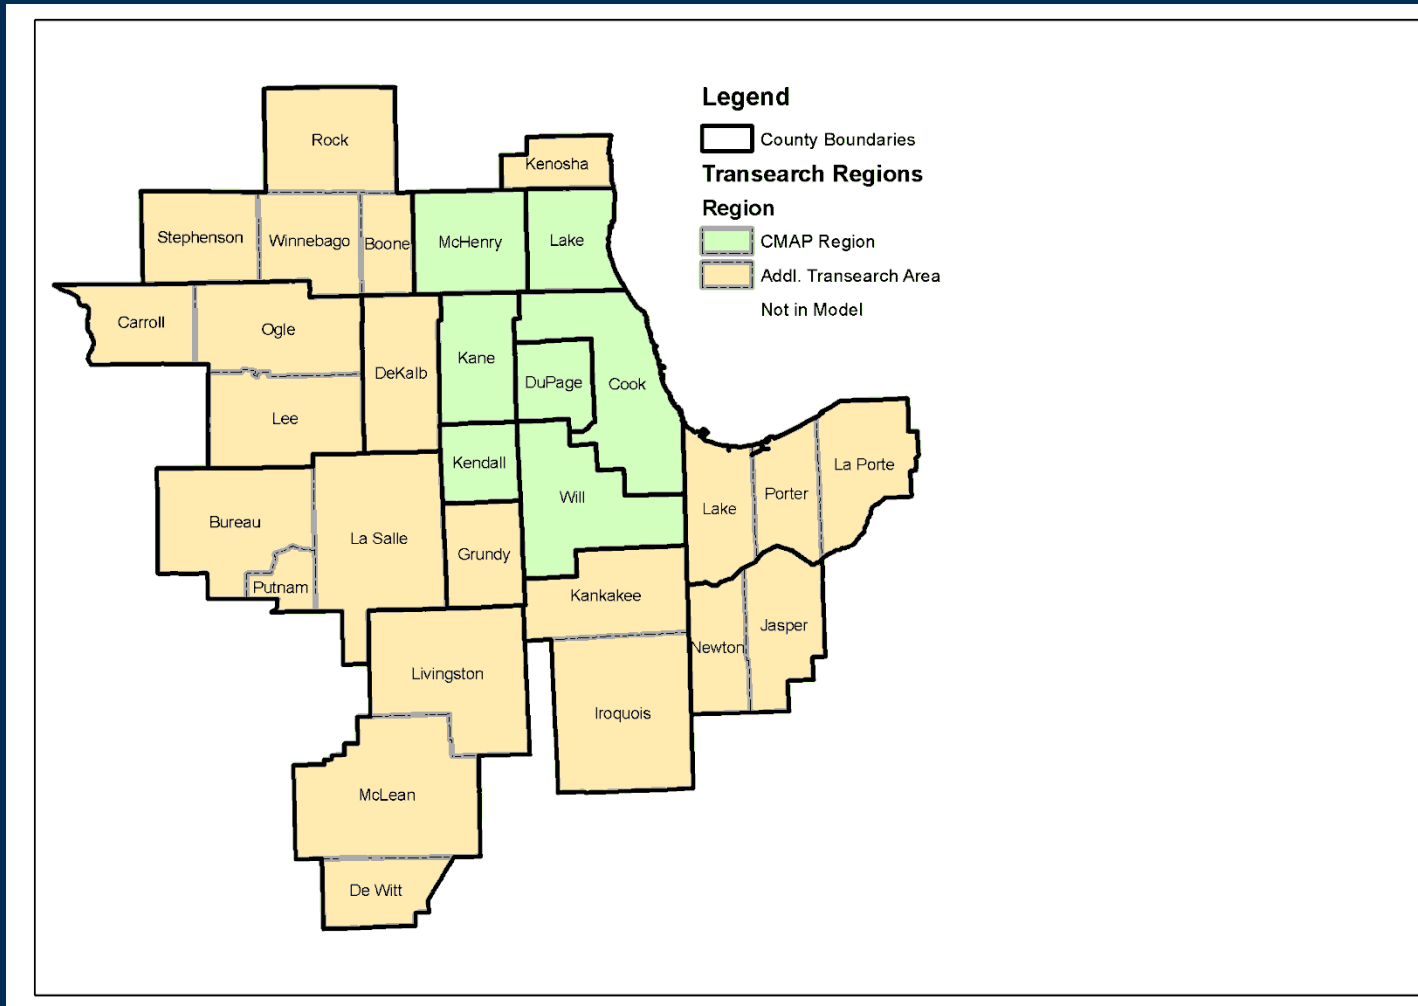 Legend
County Boundaries
Transearch Regions
Region
CMAP Region
Addl. Transearch Area
Not in Model
Rock
Kenosha
Stephenson
Winnebago
Boone
McHenry
Lake
Carroll
Ogle
Kane
DeKalb
DuPage
Cook
Lee
Kendall
La Porte
Porter
Will
Lake
Bureau
La Salle
Grundy
Putnam
Kankakee
Jasper
Newton
Livingston
Iroquois
McLean
De Witt